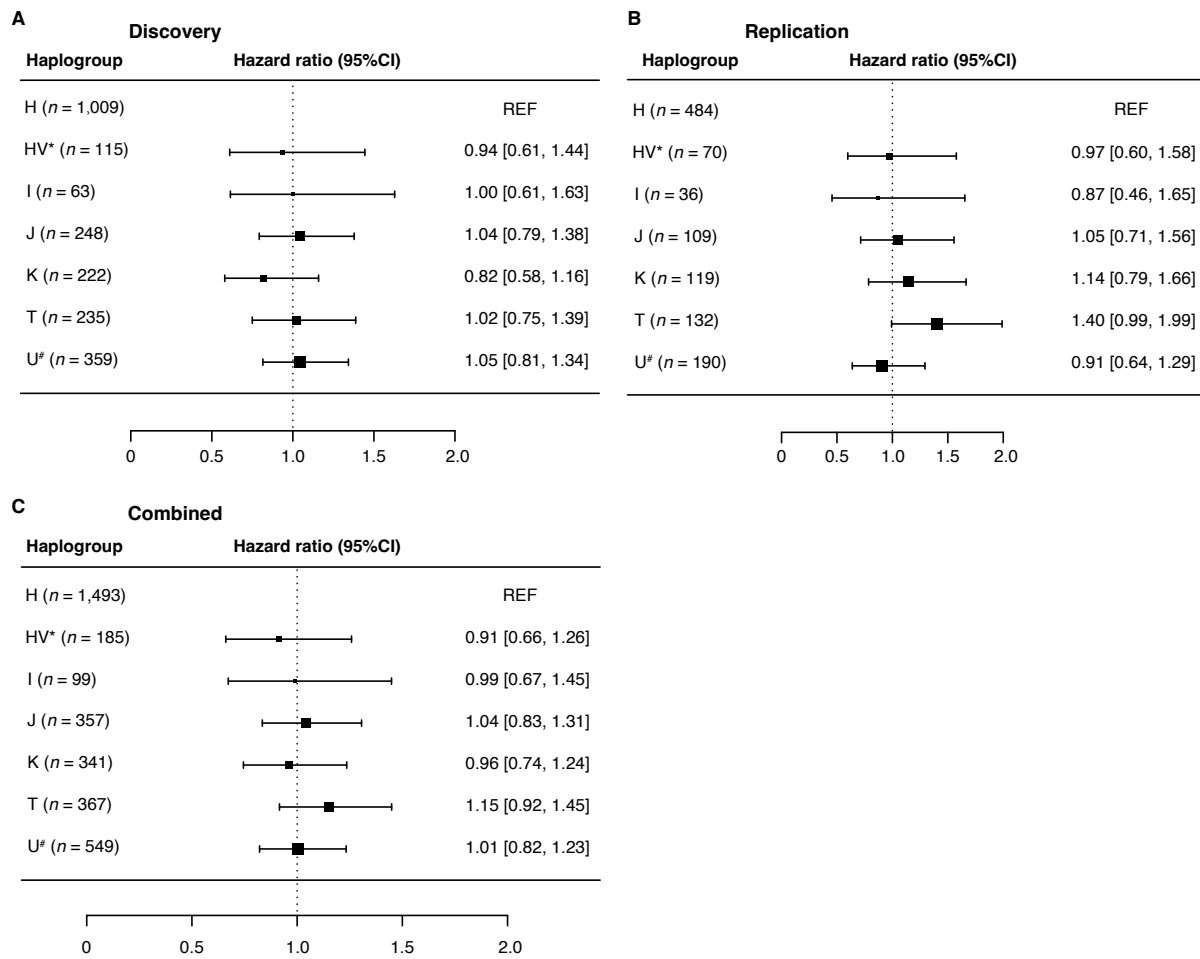 A
Discovery
Haplogroup Hazard ratio (95%CI)
H (n = 1,009) REF
HV* (n = 115) 0.94 [0.61, 1.44]
I (n = 63) 1.00 [0.61, 1.63]
J (n = 248) 1.04 [0.79, 1.38]
K (n = 222) 0.82 [0.58, 1.16]
T (n = 235) 1.02 [0.75, 1.39]
U# (n = 359) 1.05 [0.81, 1.34]
0 0.5 1.0 1.5 2.0
B
Replication
Haplogroup Hazard ratio (95%CI)
H (n = 484) REF
HV* (n = 70) 0.97 [0.60, 1.58]
I (n = 36) 0.87 [0.46, 1.65]
J (n = 109) 1.05 [0.71, 1.56]
K (n = 119) 1.14 [0.79, 1.66]
T (n = 132) 1.40 [0.99, 1.99]
U# (n = 190) 0.91 [0.64, 1.29]
0 0.5 1.0 1.5 2.0
C
Combined
Haplogroup Hazard ratio (95%CI)
H (n = 1,493) REF
HV* (n = 185) 0.91 [0.66, 1.26]
I (n = 99) 0.99 [0.67, 1.45]
J (n = 357) 1.04 [0.83, 1.31]
K (n = 341) 0.96 [0.74, 1.24]
T (n = 367) 1.15 [0.92, 1.45]
U# (n = 549) 1.01 [0.82, 1.23]
0 0.5 1.0 1.5 2.0